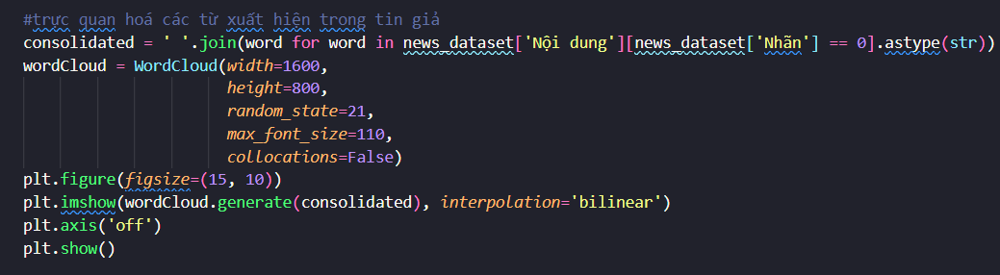 #trực quan hoá các từ xuất hiện trong tin giả
consolidated = ' '.join(word for word in news_dataset['Nội dung'][news_dataset['Nhãn'] == 0].astype(str))
wordCloud = WordCloud(width=1600,
height=800,
random_state=21,
max_font_size=110,
collocations=False)
plt.figure(figsize=(15, 10))
plt.imshow(wordCloud.generate(consolidated), interpolation='bilinear')
plt.axis('off')
plt.show()